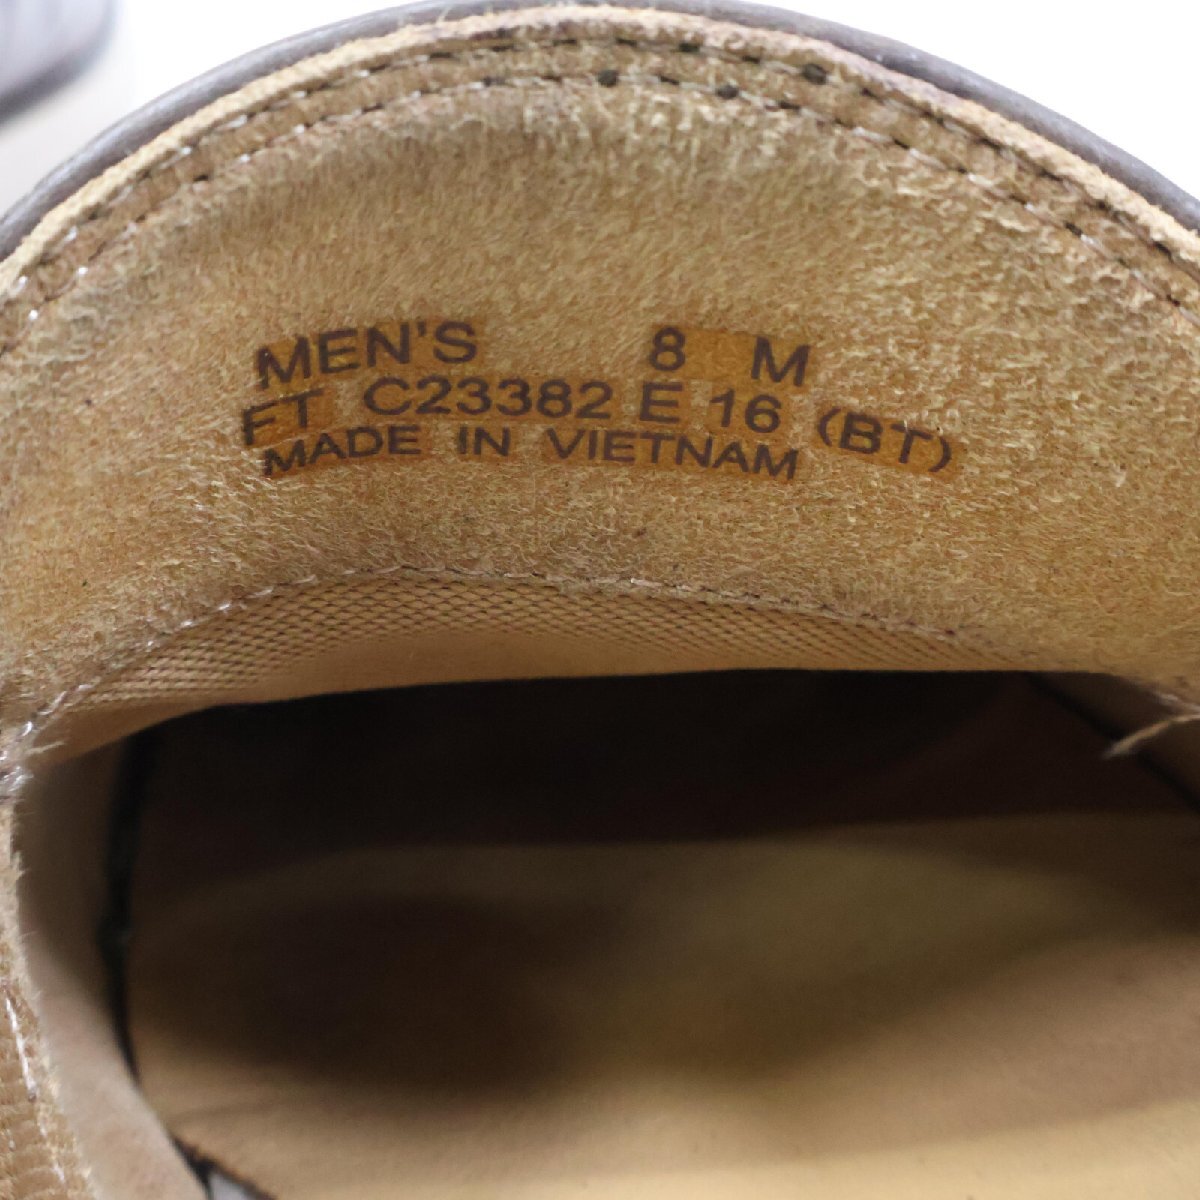 MEN'S 8 M
FT C23382 E 16 (BT)
MADE IN VIETNAM